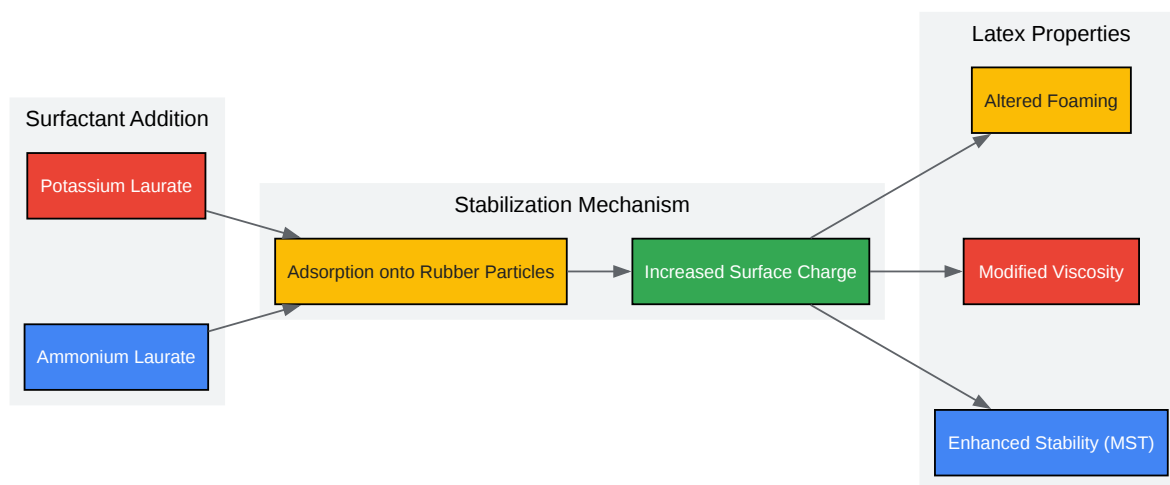 Surfactant Addition
Potassium Laurate
Ammonium Laurate
Stabilization Mechanism
Adsorption onto Rubber Particles
Increased Surface Charge
Latex Properties
Altered Foaming
Modified Viscosity
Enhanced Stability (MST)